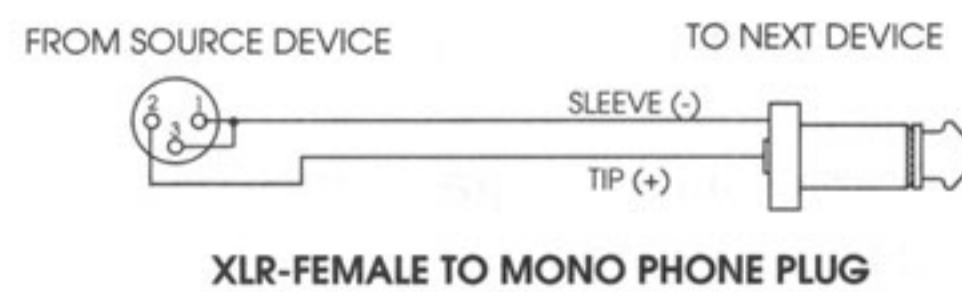 FROM SOURCE DEVICE
TO NEXT DEVICE
2 1
3
SLEEVE (-)
TIP (+)
XLR-FEMALE TO MONO PHONE PLUG